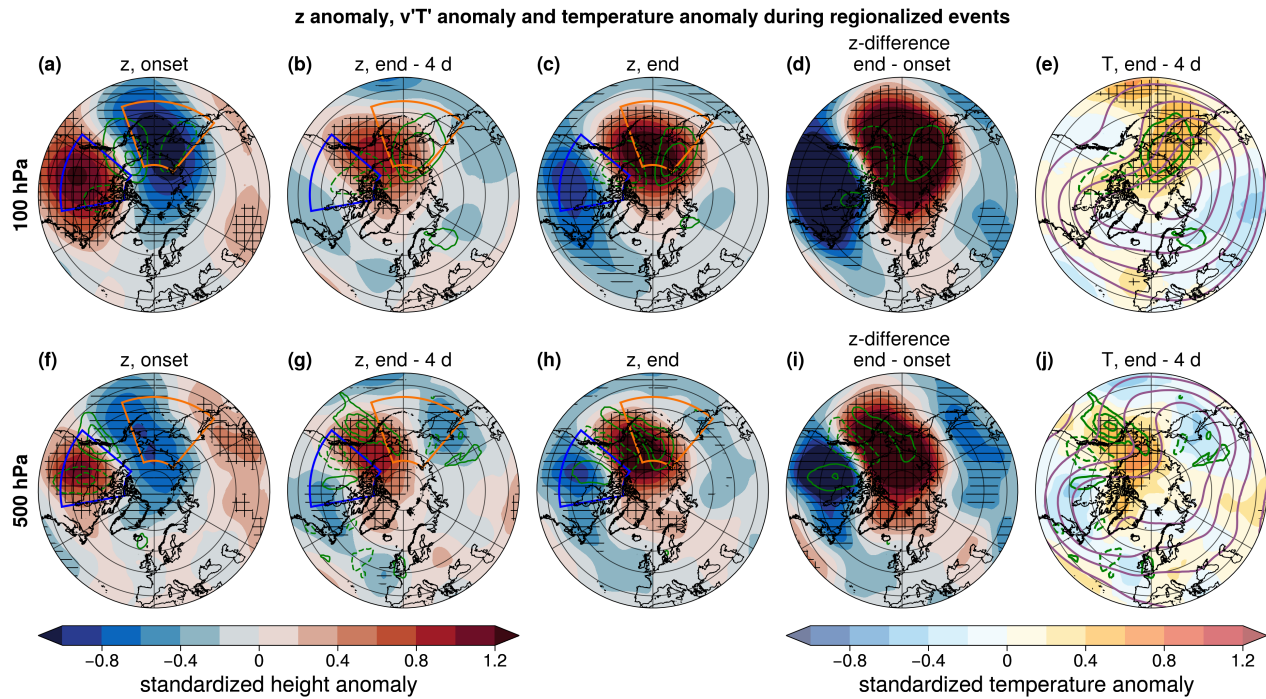 z anomaly, v'T' anomaly and temperature anomaly during regionalized events
(a) z, onset
(b) z, end - 4 d
(c) z, end
(d) z-difference
end - onset
(e) T, end - 4 d
100 hPa
(f) z, onset
(g) z, end - 4 d
(h) z, end
(i) z-difference
end - onset
(j) T, end - 4 d
500 hPa
−0.8 −0.4 0 0.4 0.8 1.2
standardized height anomaly
−0.8 −0.4 0 0.4 0.8 1.2
standardized temperature anomaly